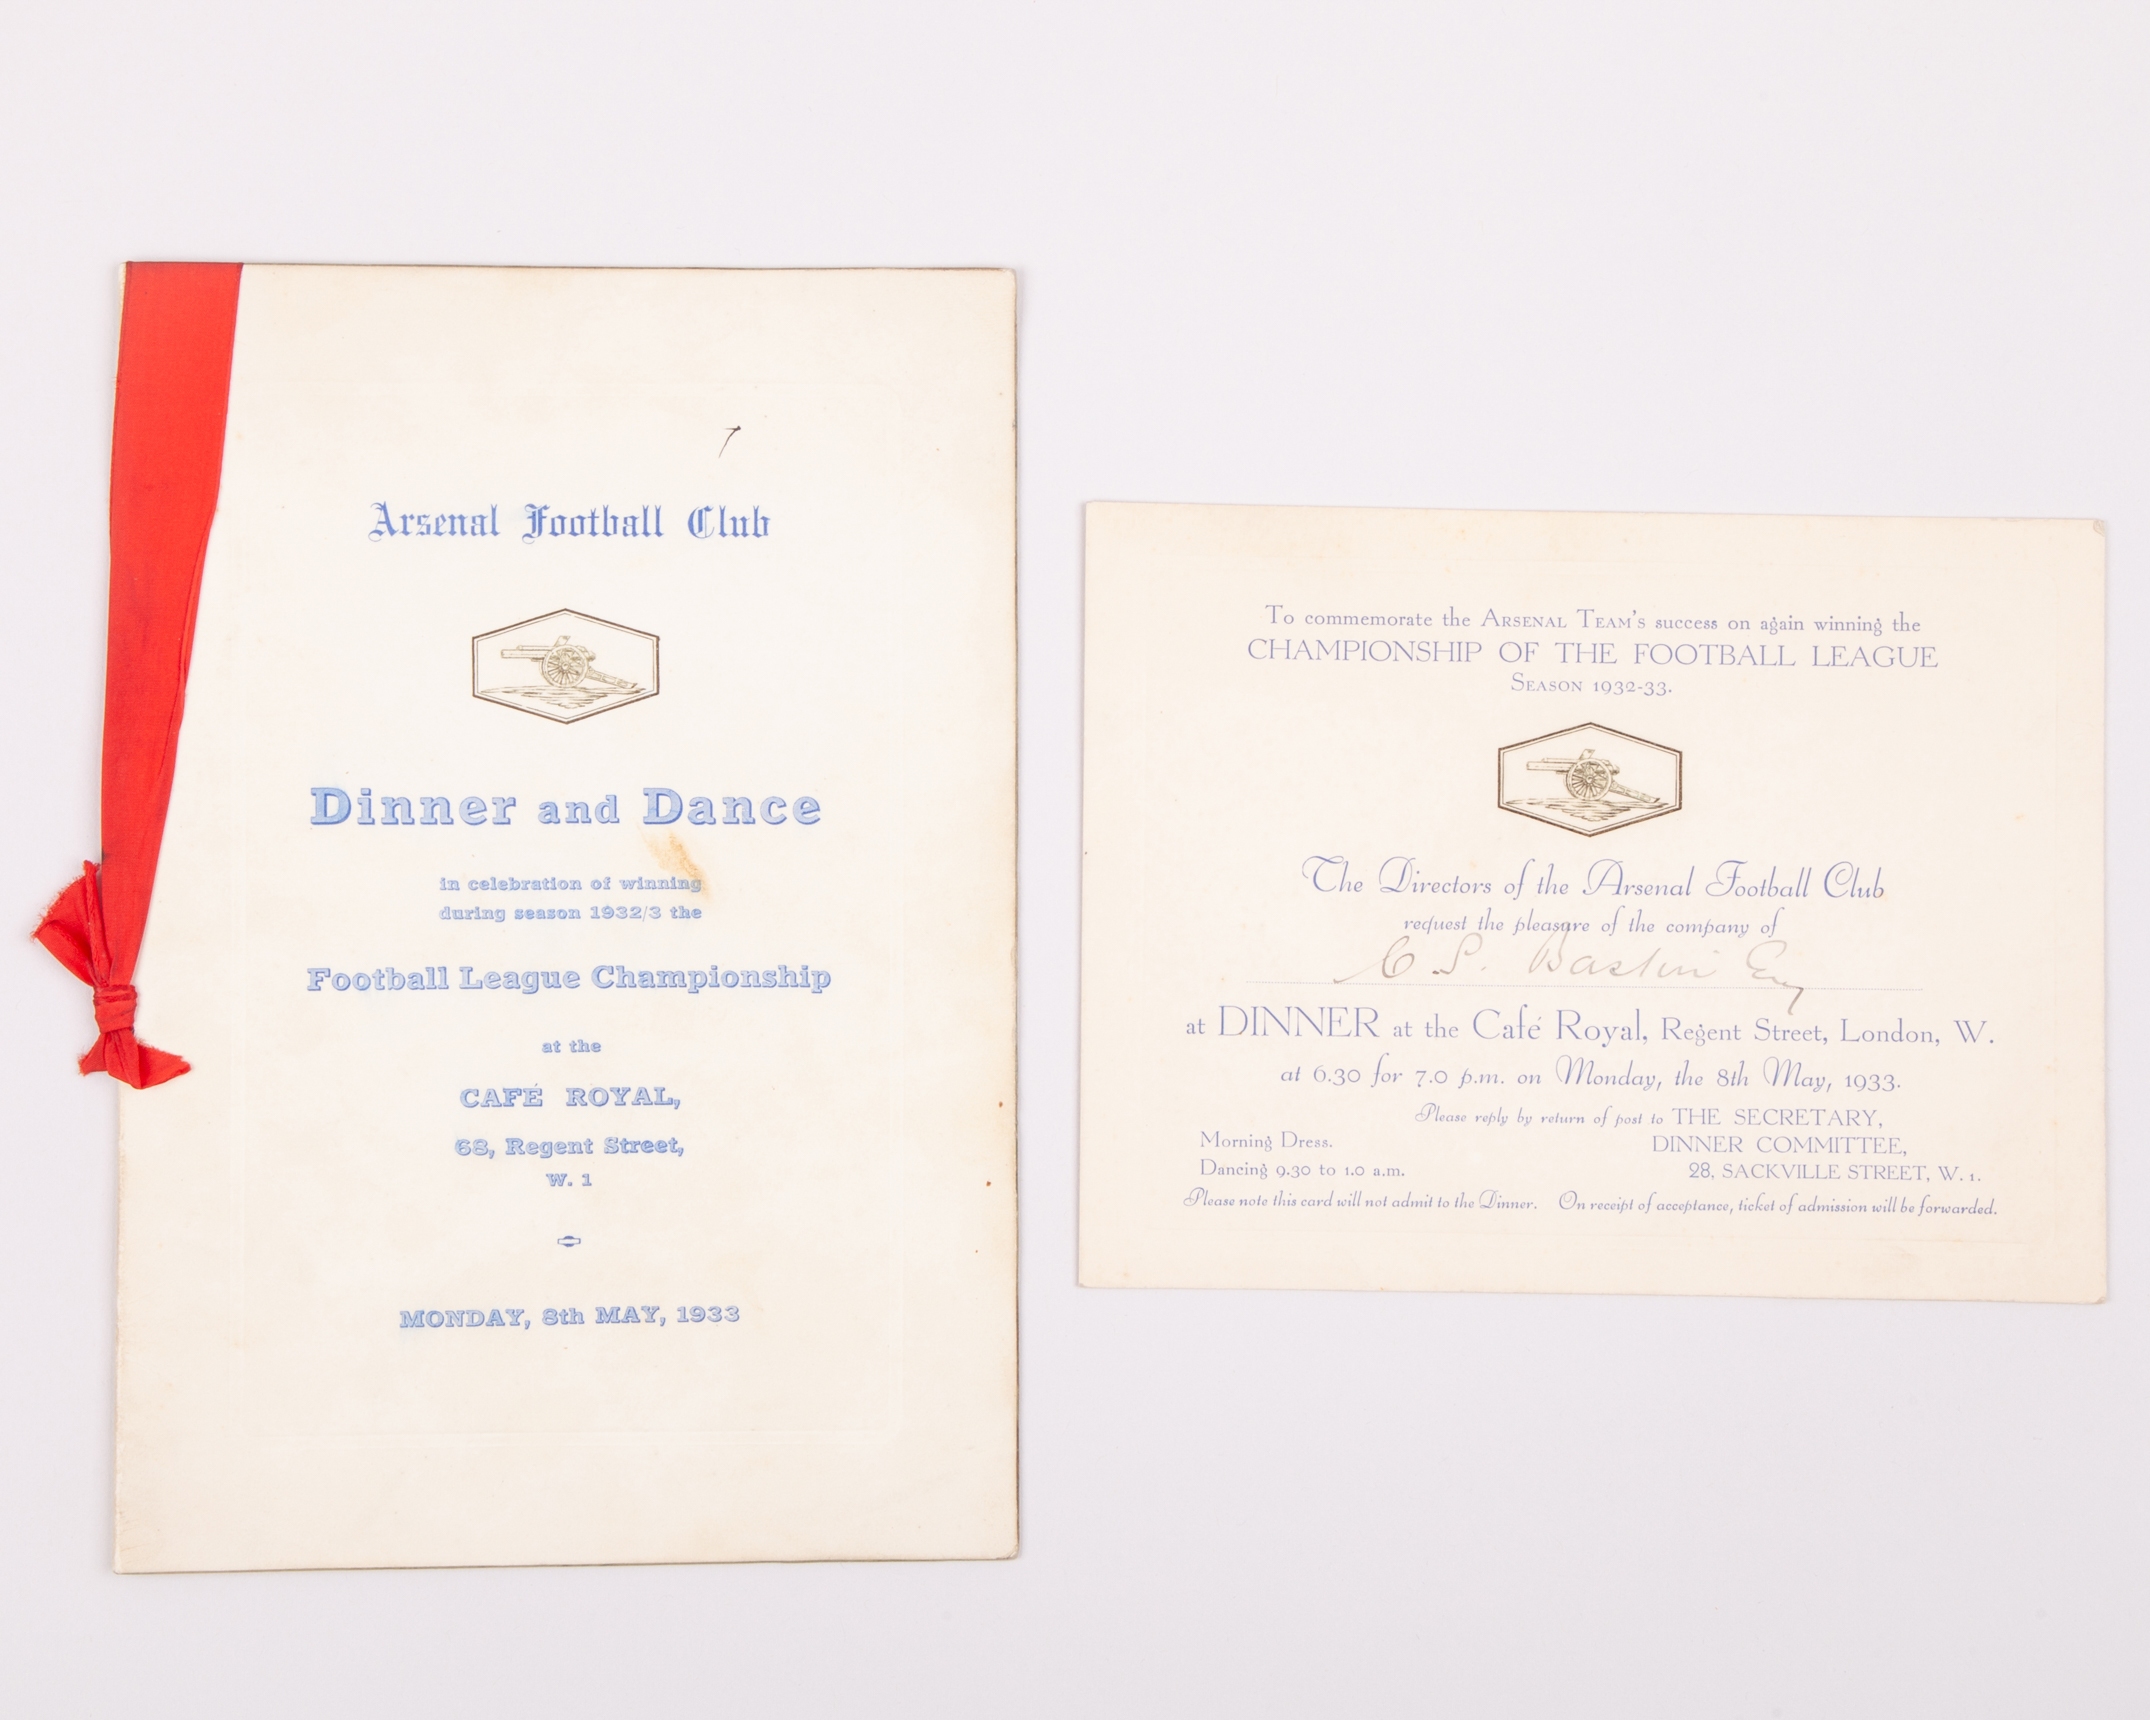 7
Arsenal Football Club
Dinner and Dance
in celebration of winning
during season 1932/3 the
Football League Championship
at the
CAFÉ ROYAL,
68, Regent Street,
W. 1
MONDAY, 8th MAY, 1933
To commemorate the ARSENAL TEAM'S success on again winning the
CHAMPIONSHIP OF THE FOOTBALL LEAGUE
SEASON 1932-33.
The Directors of the Arsenal Football Club
request the pleasure of the company of
C. S. Bastin Esq
at DINNER at the Café Royal, Regent Street, London, W.
at 6.30 for 7.0 p.m. on Monday, the 8th May, 1933.
Please reply by return of post to THE SECRETARY,
Morning Dress. DINNER COMMITTEE,
Dancing 9.30 to 1.0 a.m. 28, SACKVILLE STREET, W. 1.
Please note this card will not admit to the Dinner. On receipt of acceptance, ticket of admission will be forwarded.